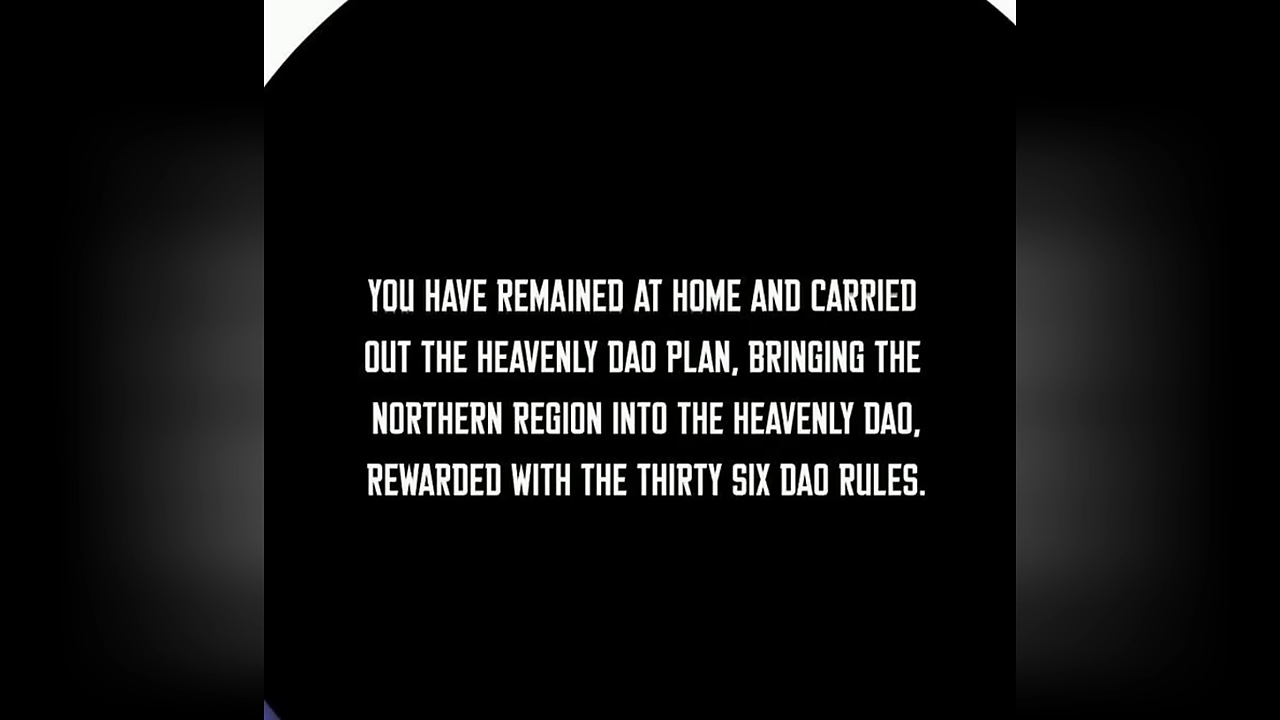 YOU HAVE REMAINED AT HOME AND CARRIED
OUT THE HEAVENLY DAO PLAN, BRINGING THE
NORTHERN REGION INTO THE HEAVENLY DAO,
REWARDED WITH THE THIRTY SIX DAO RULES.